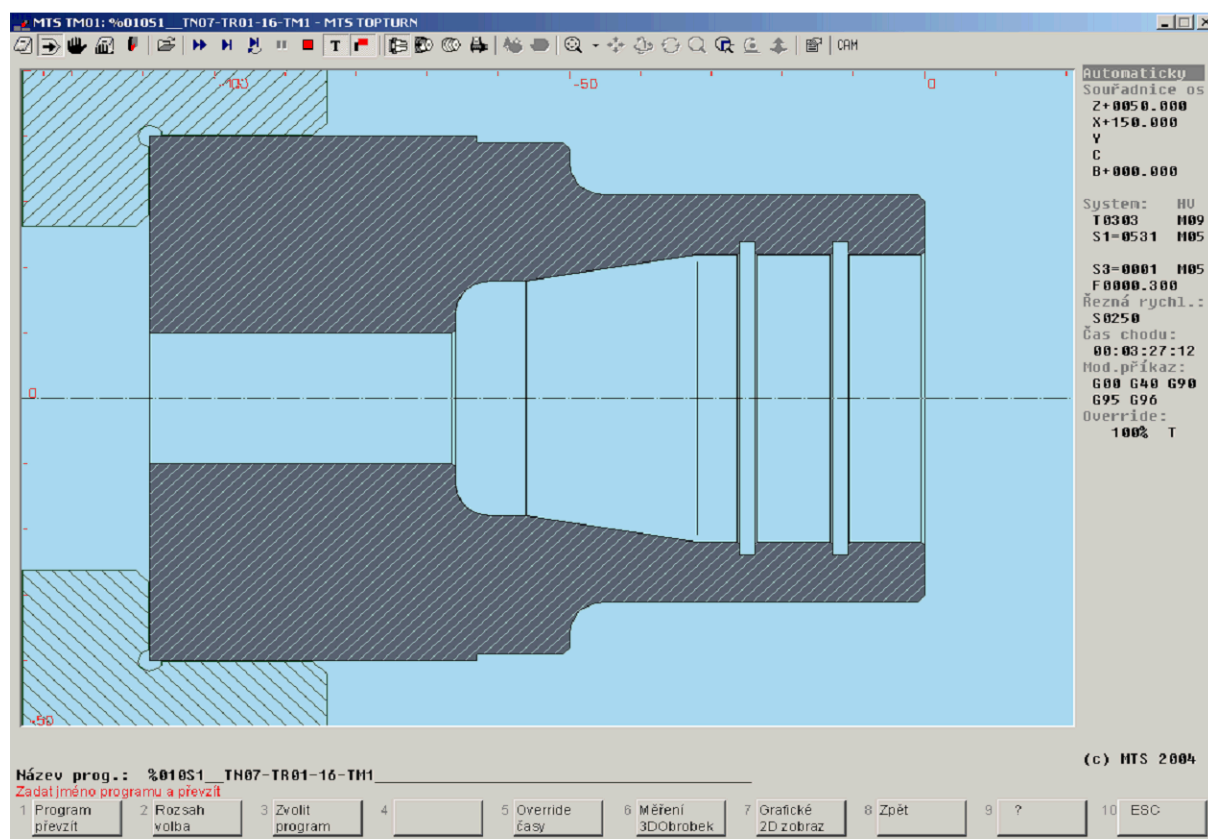 MTS TM01: %010S1__TN07-TR01-16-TM1 - MTS TOPTURN
T
CAM
-100
-50
0
0
-50
Automaticky
Souřadnice os
Z+0050.000
X+150.000
Y
C
B+000.000
System: HV
T0303 M09
S1=0531 M05
S3=0001 M05
F0000.300
Řezná rychl.:
S0250
Čas chodu:
00:03:27:12
Mod.příkaz:
G00 G40 G90
G95 G96
Override:
100% T
(c) MTS 2004
Název prog.: %010S1__TN07-TR01-16-TM1
Zadat jméno programu a převzít
1 Program převzít
2 Rozsah volba
3 Zvolit program
4
5 Override časy
6 Měření 3DObrobek
7 Grafické 2D zobraz
8 Zpět
9 ?
10 ESC